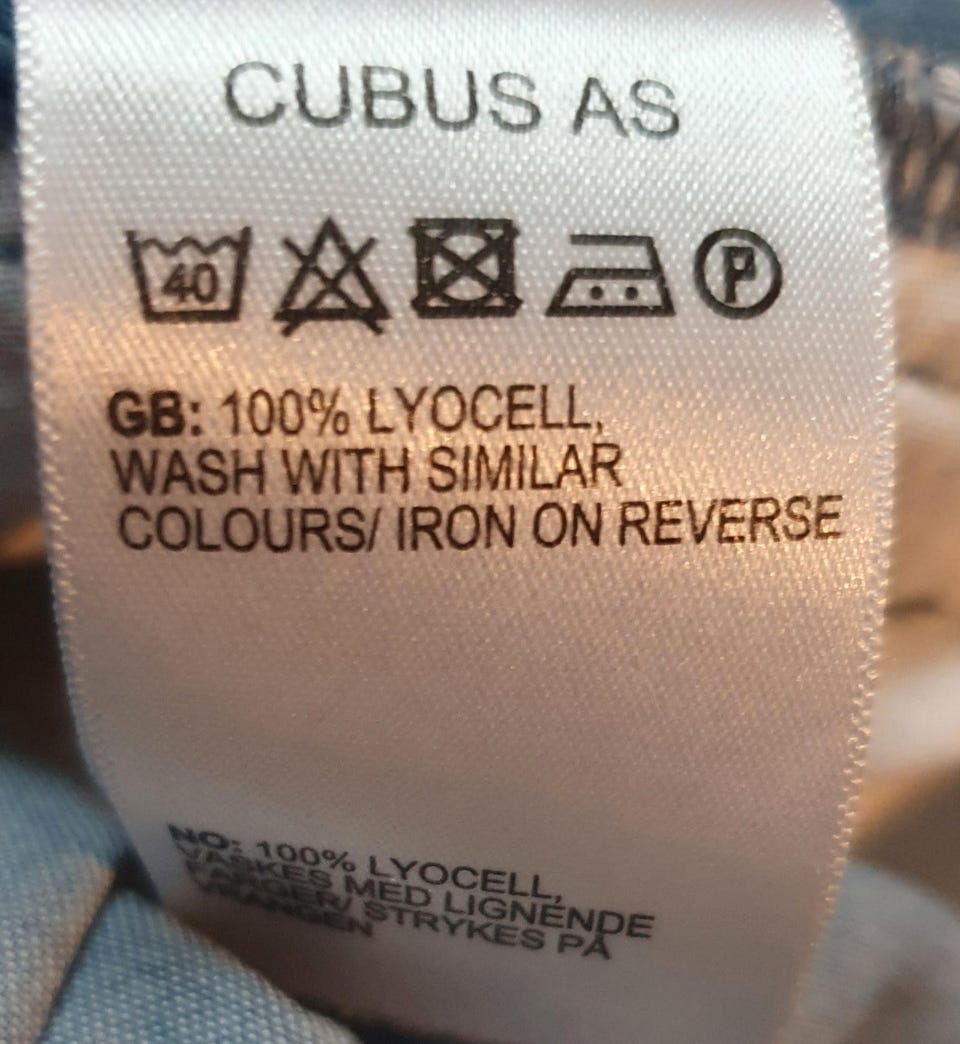 CUBUS AS
40
P
GB: 100% LYOCELL,
WASH WITH SIMILAR
COLOURS/ IRON ON REVERSE
NO: 100% LYOCELL,
VASKES MED LIGNENDE
FARGER/ STRYKES PÅ
VRANGEN